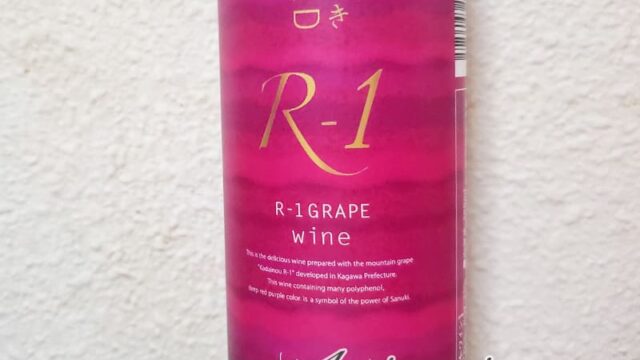 き
R-1
R-1GRAPE
wine
This is the delicious wine prepared with the mountain grape
"Kadainou R-1" developed in Kagawa Prefecture.
This wine containing many polyphenol,
deep red purple color is a symbol of the power of Sanuki.